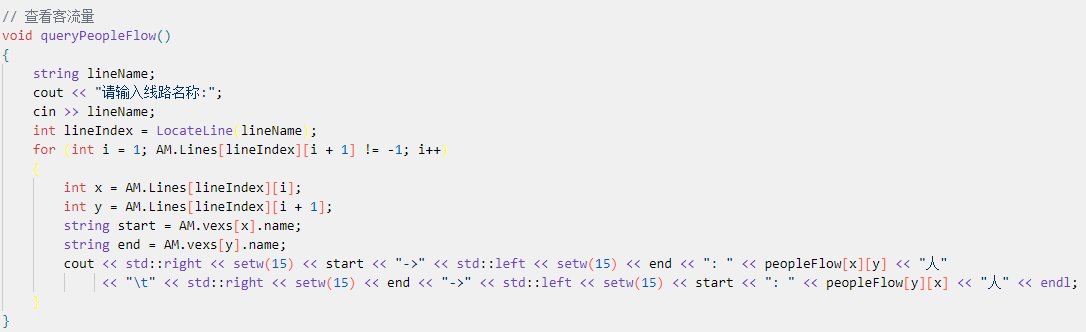 // 查看客流量
void queryPeopleFlow()
{
    string lineName;
    cout << "请输入线路名称:";
    cin >> lineName;
    int lineIndex = LocateLine(lineName);
    for (int i = 1; AM.Lines[lineIndex][i + 1] != -1; i++)
    {
        int x = AM.Lines[lineIndex][i];
        int y = AM.Lines[lineIndex][i + 1];
        string start = AM.vexs[x].name;
        string end = AM.vexs[y].name;
        cout << std::right << setw(15) << start << "->" << std::left << setw(15) << end << ": " << peopleFlow[x][y] << "人"
             << "\t" << std::right << setw(15) << end << "->" << std::left << setw(15) << start << ": " << peopleFlow[y][x] << "人" << endl;
    }
}